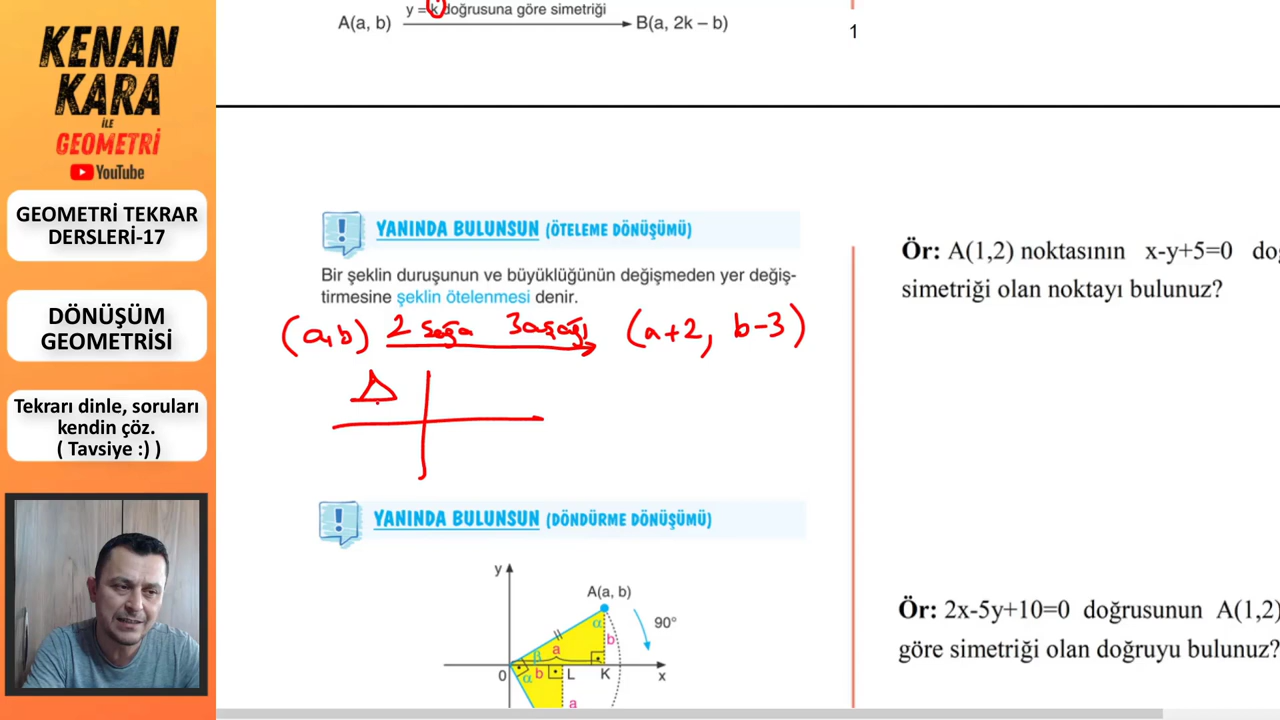 KENAN
KARA
İLE
GEOMETRİ
YouTube
GEOMETRİ TEKRAR
DERSLERİ-17
DÖNÜŞÜM
GEOMETRİSİ
Tekrarı dinle, soruları
kendin çöz.
( Tavsiye :) )
y = k doğrusuna göre simetriği
A(a, b) B(a, 2k – b)
1
! YANINDA BULUNSUN (ÖTELEME DÖNÜŞÜMÜ)
Bir şeklin duruşunun ve büyüklüğünün değişmeden yer değiş-
tirmesine şeklin ötelenmesi denir.
(a,b) 2 sağa 3 aşağı (a+2, b-3)
! YANINDA BULUNSUN (DÖNDÜRME DÖNÜŞÜMÜ)
y
A(a, b)
α
90°
b
a
β
0 α b L K x
a
Ör: A(1,2) noktasının x-y+5=0
simetriği olan noktayı bulunuz?
Ör: 2x-5y+10=0 doğrusunun A(1,2)
göre simetriği olan doğruyu bulunuz?